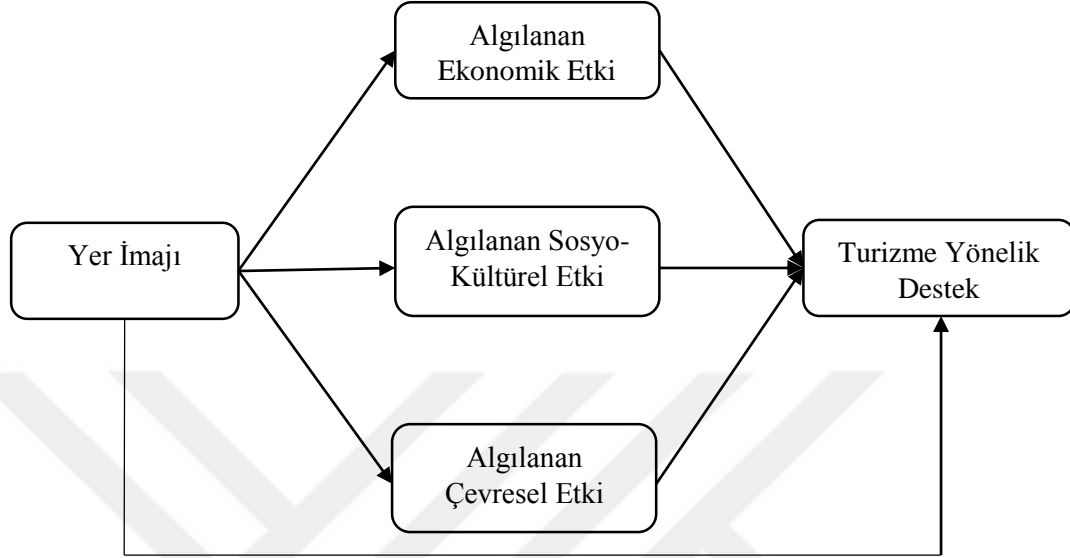 Algılanan
Ekonomik Etki
Yer İmajı
Algılanan Sosyo-
Kültürel Etki
Turizme Yönelik
Destek
Algılanan
Çevresel Etki